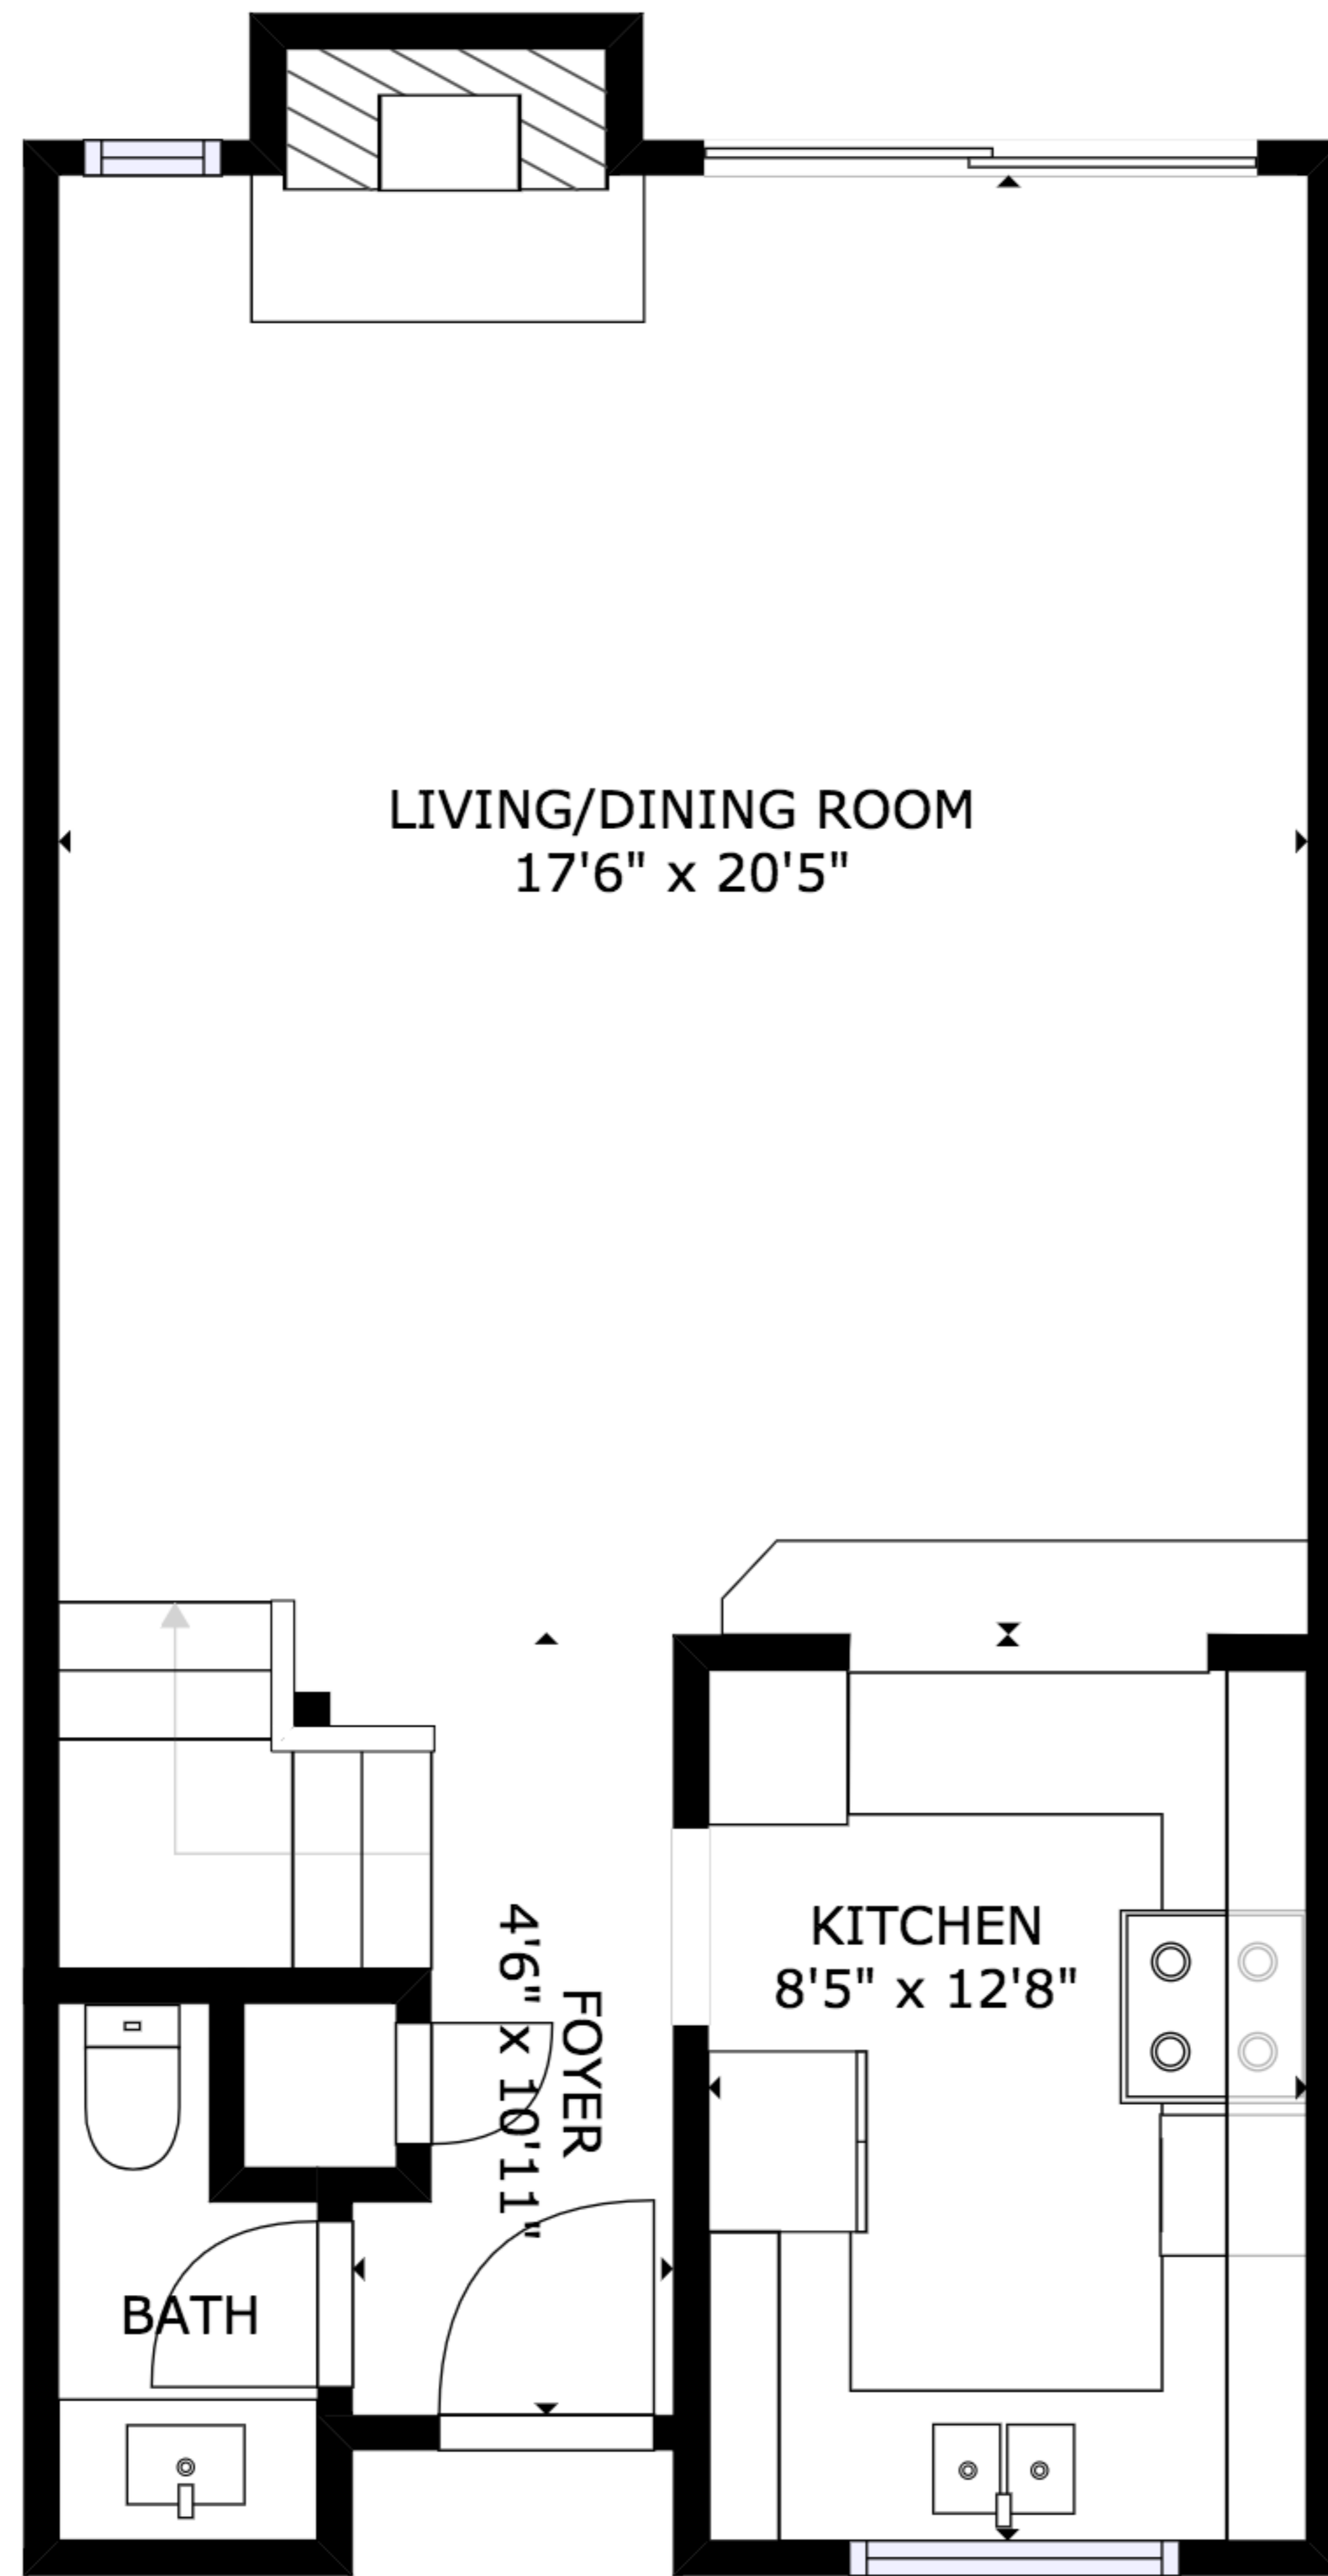 LIVING/DINING ROOM
17'6" x 20'5"
KITCHEN
8'5" x 12'8"
FOYER
4'6" x 10'11"
BATH